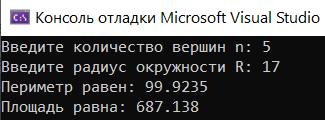 Консоль отладки Microsoft Visual Studio
Введите количество вершин n: 5
Введите радиус окружности R: 17
Периметр равен: 99.9235
Площадь равна: 687.138